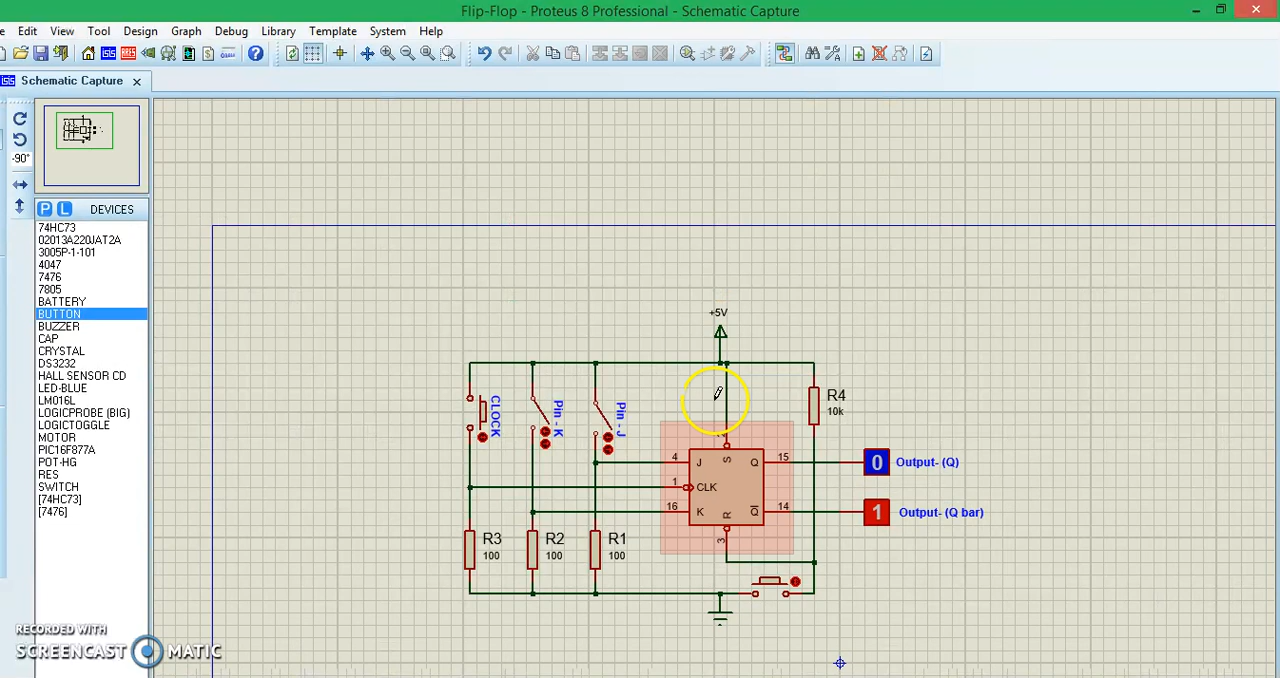 Flip-Flop - Proteus 8 Professional - Schematic Capture
e Edit View Tool Design Graph Debug Library Template System Help
Schematic Capture
-90°
P L DEVICES
74HC73
02013A220JAT2A
3005P-1-101
4047
7476
7805
BATTERY
BUTTON
BUZZER
CAP
CRYSTAL
DS3232
HALL SENSOR CD
LED-BLUE
LM016L
LOGICPROBE (BIG)
LOGICTOGGLE
MOTOR
PIC16F877A
POT-HG
RES
SWITCH
[74HC73]
[7476]
+5V
CLOCK
Pin - K
Pin - J
R4
10k
4 J S Q 15
0 Output- (Q)
1 CLK
16 K R Q 14
1 Output- (Q bar)
3
R3
100
R2
100
R1
100
RECORDED WITH
SCREENCAST MATIC